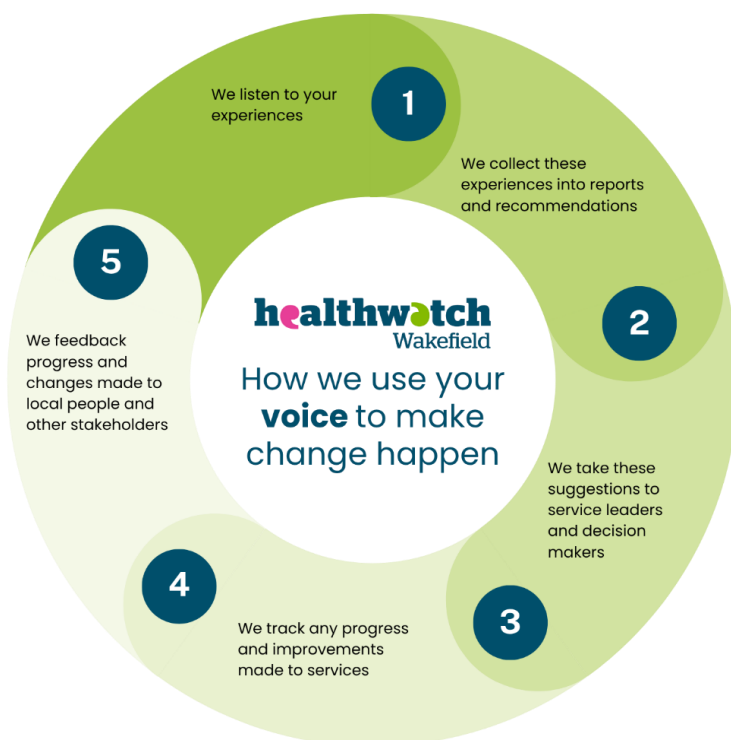 We listen to your
experiences
1
We collect these
experiences into reports
and recommendations
2
We take these
suggestions to
service leaders
and decision
makers
3
We track any progress
and improvements
made to services
4
We feedback
progress and
changes made to
local people and
other stakeholders
5
healthwatch
Wakefield
How we use your
voice to make
change happen